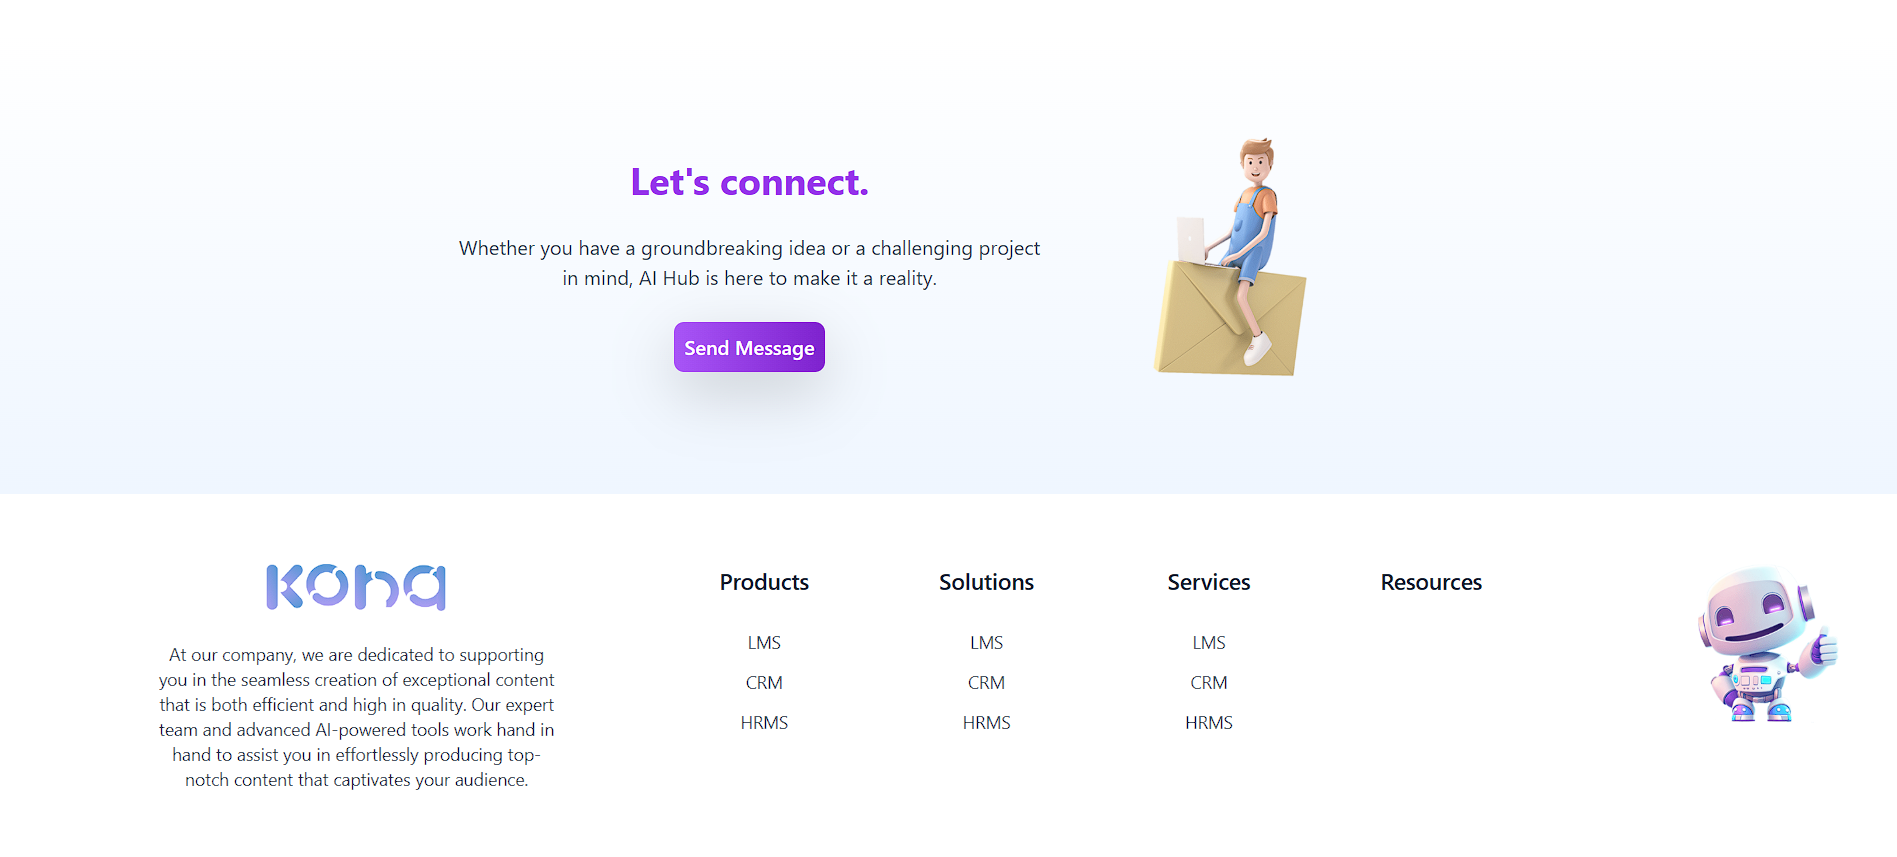 Let's connect.
Whether you have a groundbreaking idea or a challenging project
in mind, AI Hub is here to make it a reality.
Send Message
kona
At our company, we are dedicated to supporting
you in the seamless creation of exceptional content
that is both efficient and high in quality. Our expert
team and advanced AI-powered tools work hand in
hand to assist you in effortlessly producing top-
notch content that captivates your audience.
Products
LMS
CRM
HRMS
Solutions
LMS
CRM
HRMS
Services
LMS
CRM
HRMS
Resources